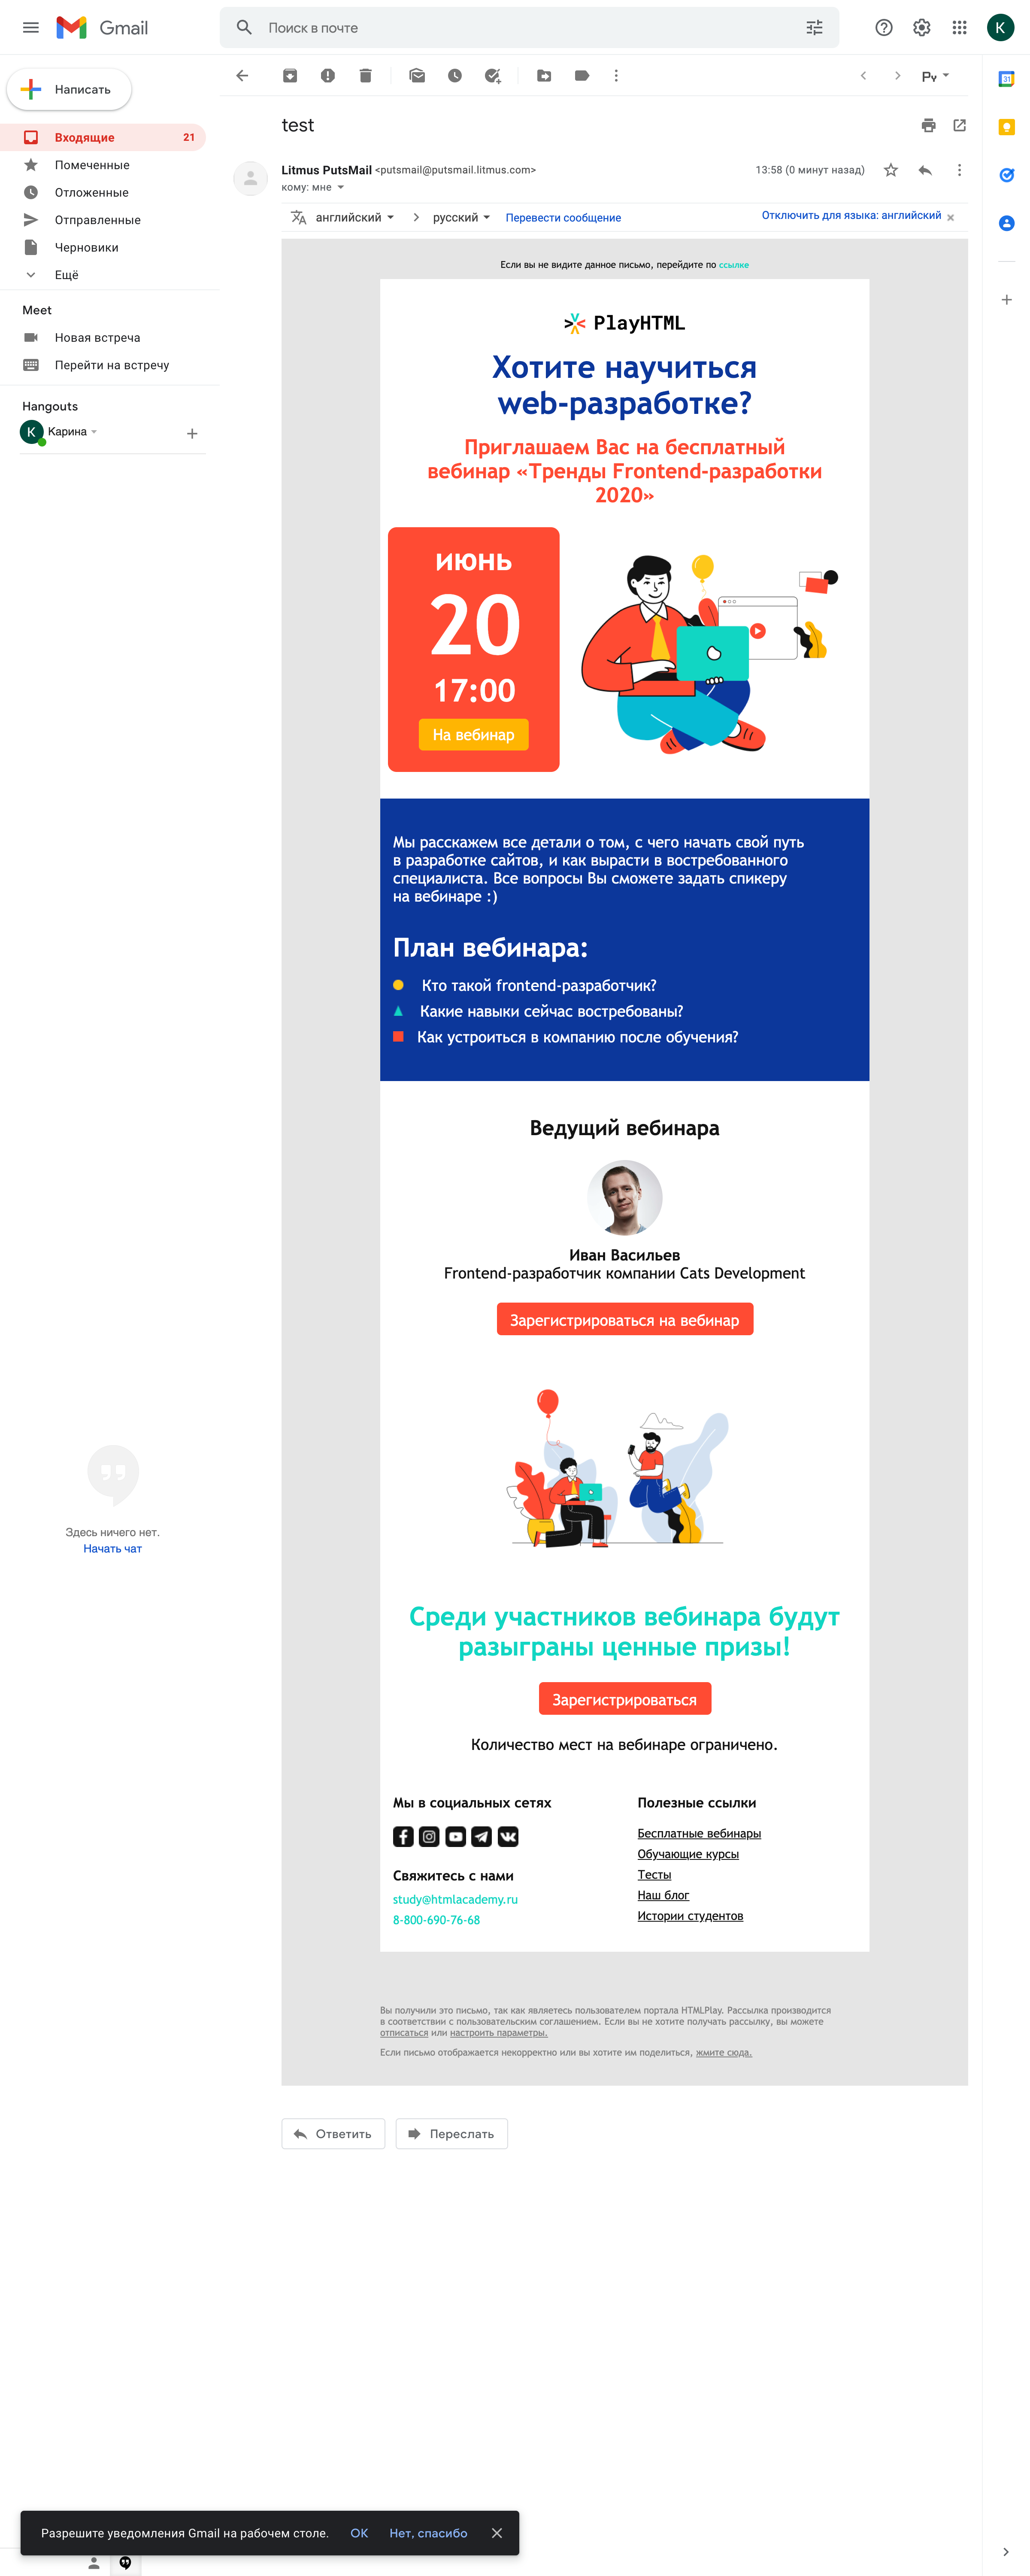 Gmail
Поиск в почте
K
Написать
Входящие 21
Помеченные
Отложенные
Отправленные
Черновики
Ещё
Meet
Новая встреча
Перейти на встречу
Hangouts
K Карина
Здесь ничего нет.
Начать чат
31
test
Litmus PutsMail <putsmail@putsmail.litmus.com> 13:58 (0 минут назад)
кому: мне
английский > русский Перевести сообщение Отключить для языка: английский ×
Если вы не видите данное письмо, перейдите по ссылке
PlayHTML
Хотите научиться
web-разработке?
Приглашаем Вас на бесплатный
вебинар «Тренды Frontend-разработки
2020»
июнь
20
17:00
На вебинар
Мы расскажем все детали о том, с чего начать свой путь
в разработке сайтов, и как вырасти в востребованного
специалиста. Все вопросы Вы сможете задать спикеру
на вебинаре :)
План вебинара:
Кто такой frontend-разработчик?
Какие навыки сейчас востребованы?
Как устроиться в компанию после обучения?
Ведущий вебинара
Иван Васильев
Frontend-разработчик компании Cats Development
Зарегистрироваться на вебинар
Среди участников вебинара будут
разыграны ценные призы!
Зарегистрироваться
Количество мест на вебинаре ограничено.
Мы в социальных сетях
Свяжитесь с нами
study@htmlacademy.ru
8-800-690-76-68
Полезные ссылки
Бесплатные вебинары
Обучающие курсы
Тесты
Наш блог
Истории студентов
Вы получили это письмо, так как являетесь пользователем портала HTMLPlay. Рассылка производится
в соответствии с пользовательским соглашением. Если вы не хотите получать рассылку, вы можете
отписаться или настроить параметры.
Если письмо отображается некорректно или вы хотите им поделиться, жмите сюда.
Ответить
Переслать
Разрешите уведомления Gmail на рабочем столе. ОК Нет, спасибо